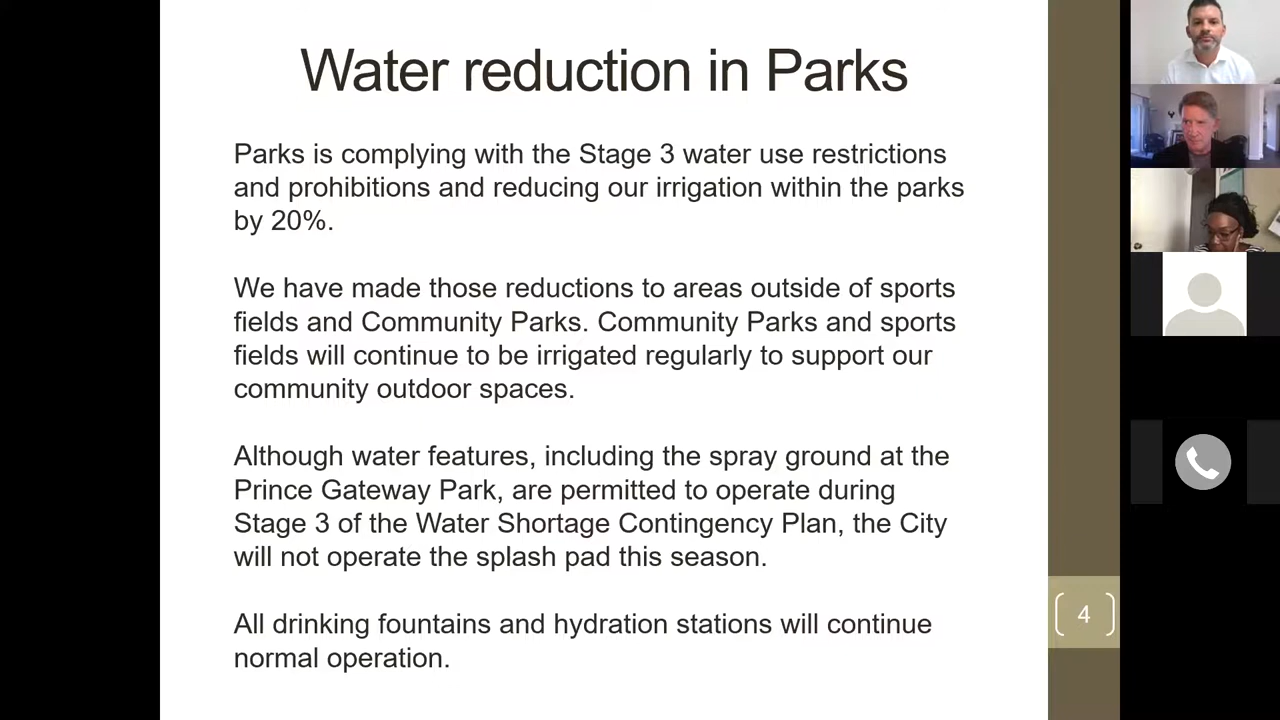 Water reduction in Parks
Parks is complying with the Stage 3 water use restrictions
and prohibitions and reducing our irrigation within the parks
by 20%.
We have made those reductions to areas outside of sports
fields and Community Parks. Community Parks and sports
fields will continue to be irrigated regularly to support our
community outdoor spaces.
Although water features, including the spray ground at the
Prince Gateway Park, are permitted to operate during
Stage 3 of the Water Shortage Contingency Plan, the City
will not operate the splash pad this season.
All drinking fountains and hydration stations will continue
normal operation.
4